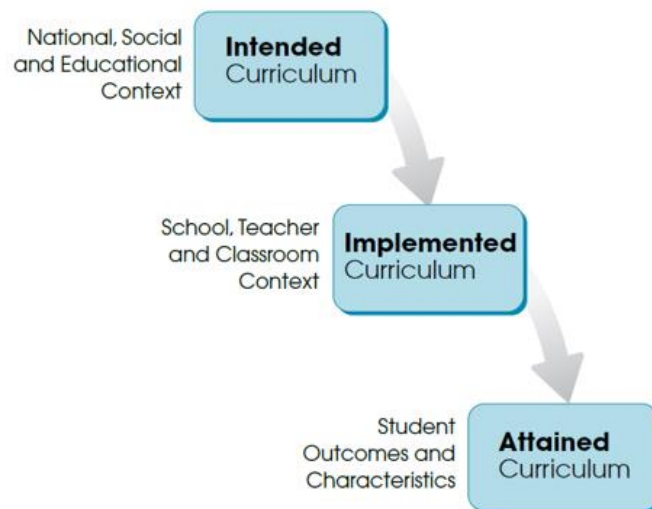 National, Social
and Educational
Context
Intended
Curriculum
School, Teacher
and Classroom
Context
Implemented
Curriculum
Student
Outcomes and
Characteristics
Attained
Curriculum